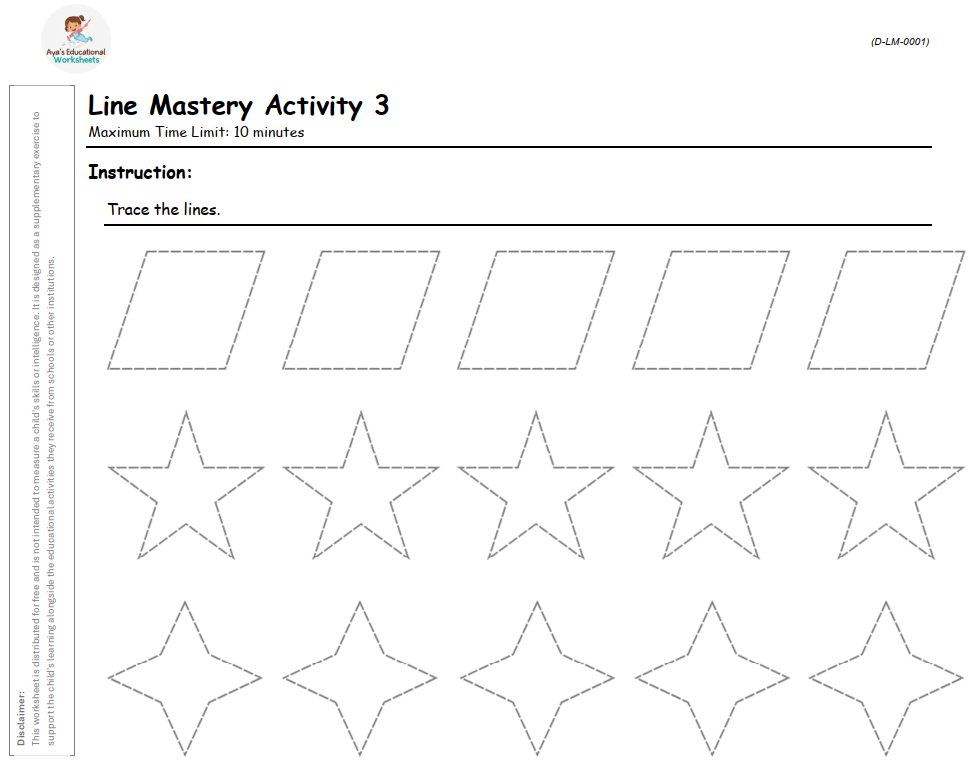 Aya's Educational
Worksheets
(D-LM-0001)
Line Mastery Activity 3
Maximum Time Limit: 10 minutes
Instruction:
Trace the lines.
Disclaimer:
This worksheet is distributed for free and is not intended to measure a child's skills or intelligence. It is designed as a supplementary exercise to
support the child's learning alongside the educational activities they receive from schools or other institutions.